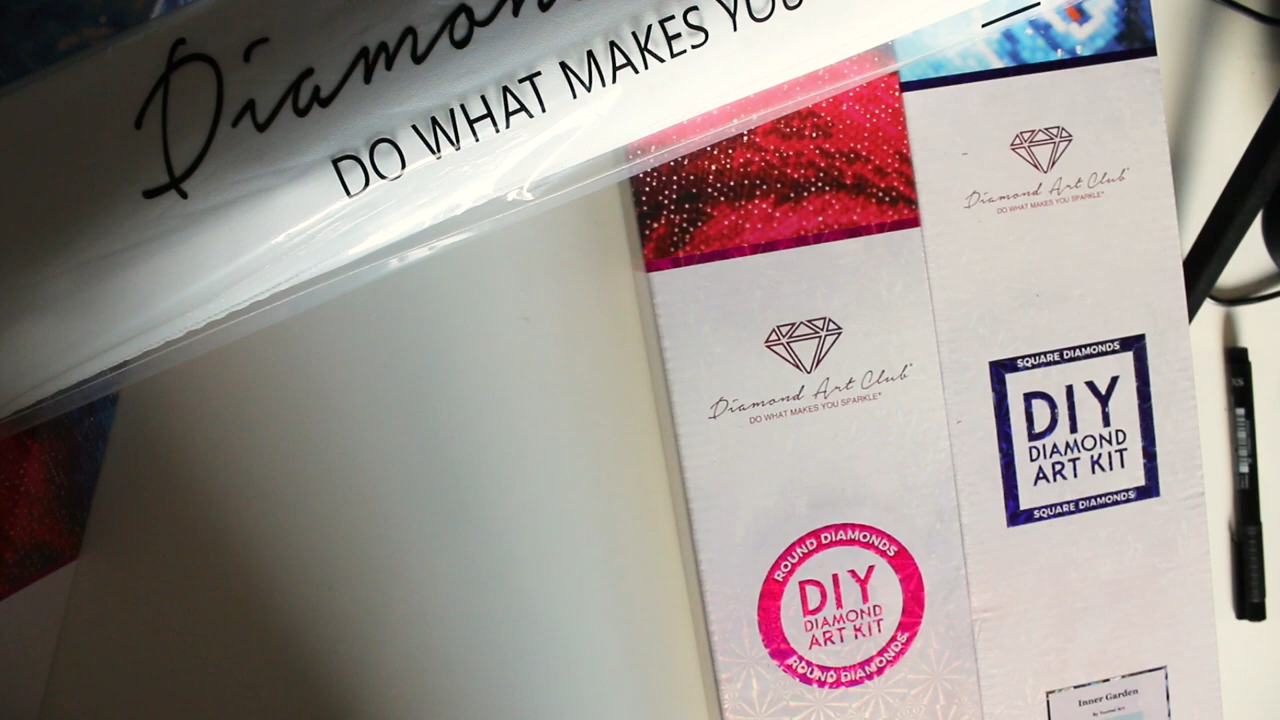 Diamon
DO WHAT MAKES YOU
Diamond Art Club®
DO WHAT MAKES YOU SPARKLE®
ROUND DIAMONDS
DIY
DIAMOND
ART KIT
ROUND DIAMONDS
Diamond Art Club®
DO WHAT MAKES YOU SPARKLE®
SQUARE DIAMONDS
DIY
DIAMOND
ART KIT
SQUARE DIAMONDS
Inner Garden
XS